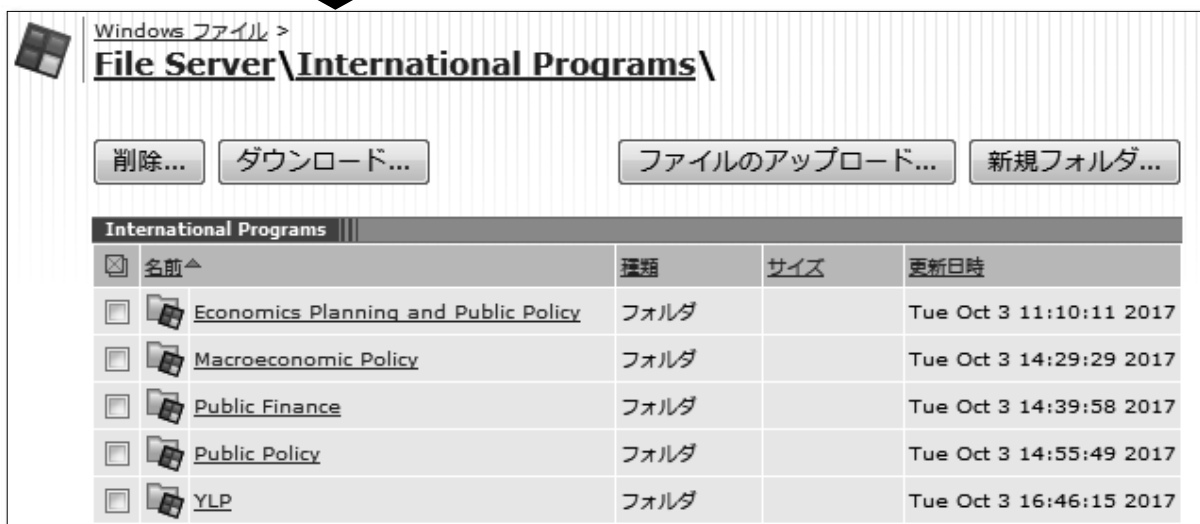 Windows ファイル >
File Server\International Programs\
削除... ダウンロード... ファイルのアップロード... 新規フォルダ...
International Programs
名前 種類 サイズ 更新日時
Economics Planning and Public Policy フォルダ Tue Oct 3 11:10:11 2017
Macroeconomic Policy フォルダ Tue Oct 3 14:29:29 2017
Public Finance フォルダ Tue Oct 3 14:39:58 2017
Public Policy フォルダ Tue Oct 3 14:55:49 2017
YLP フォルダ Tue Oct 3 16:46:15 2017